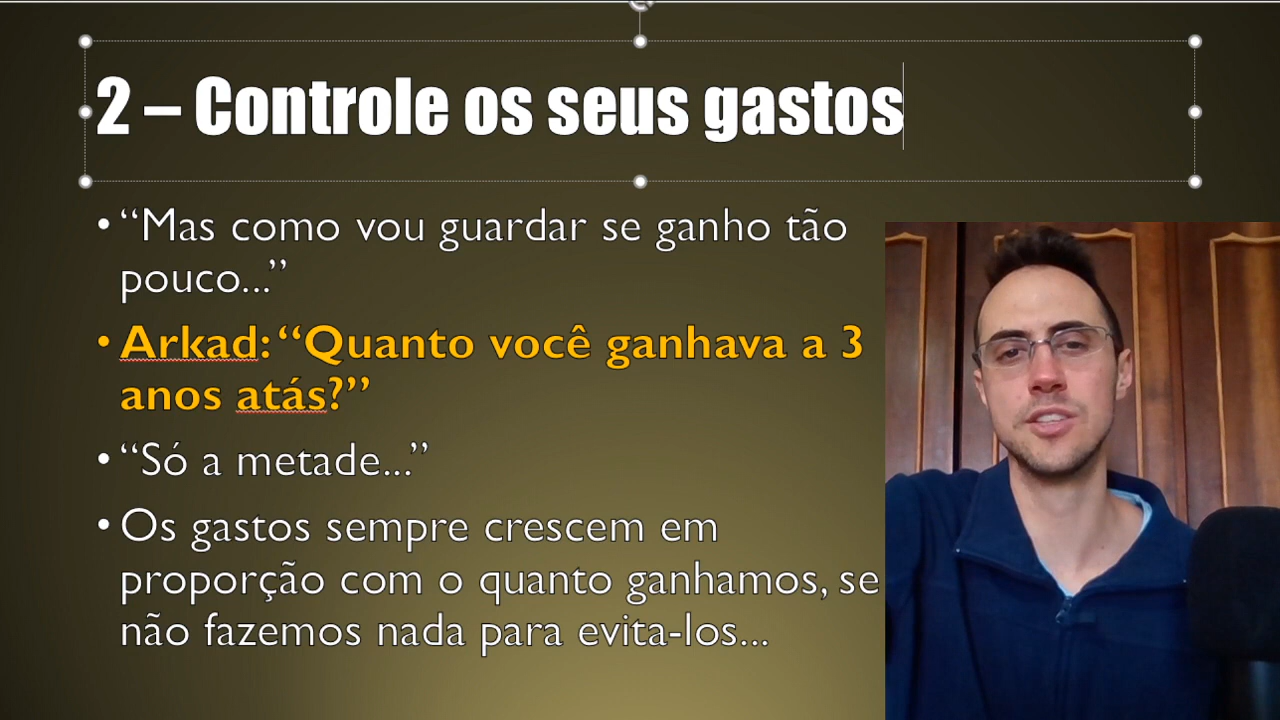 2 – Controle os seus gastos
• “Mas como vou guardar se ganho tão
pouco...”
• Arkad: “Quanto você ganhava a 3
anos atás?”
• “Só a metade...”
• Os gastos sempre crescem em
proporção com o quanto ganhamos, se
não fazemos nada para evita-los...